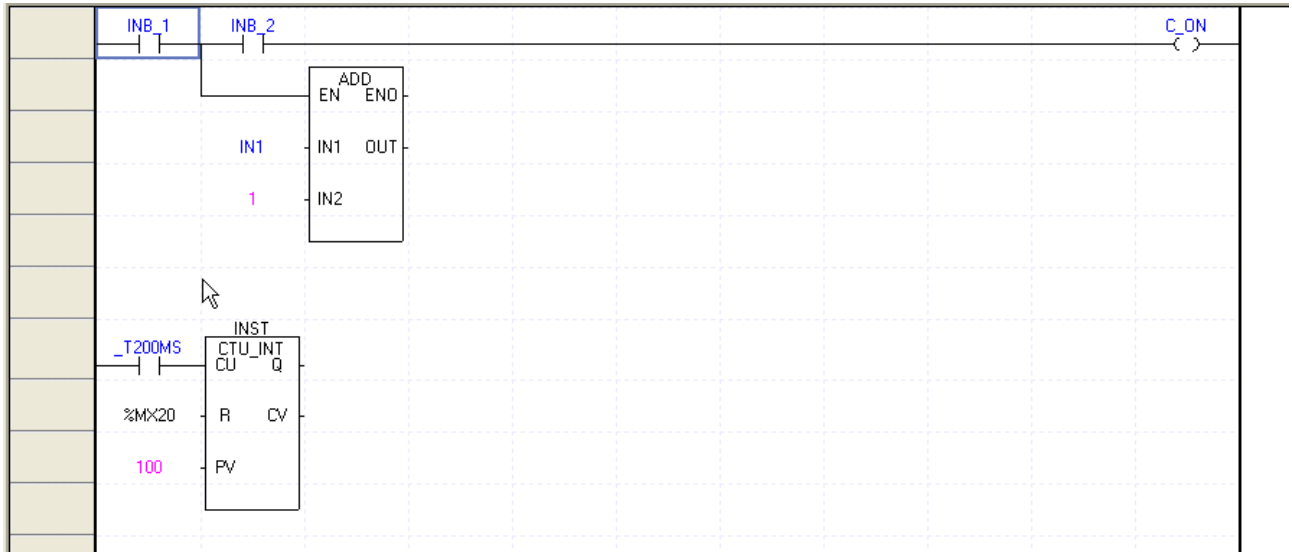 INB_1 INB_2 C_ON
ADD
EN ENO
IN1 IN1 OUT
1 IN2
INST
_T200MS CTU_INT
CU Q
%MX20 R CV
100 PV